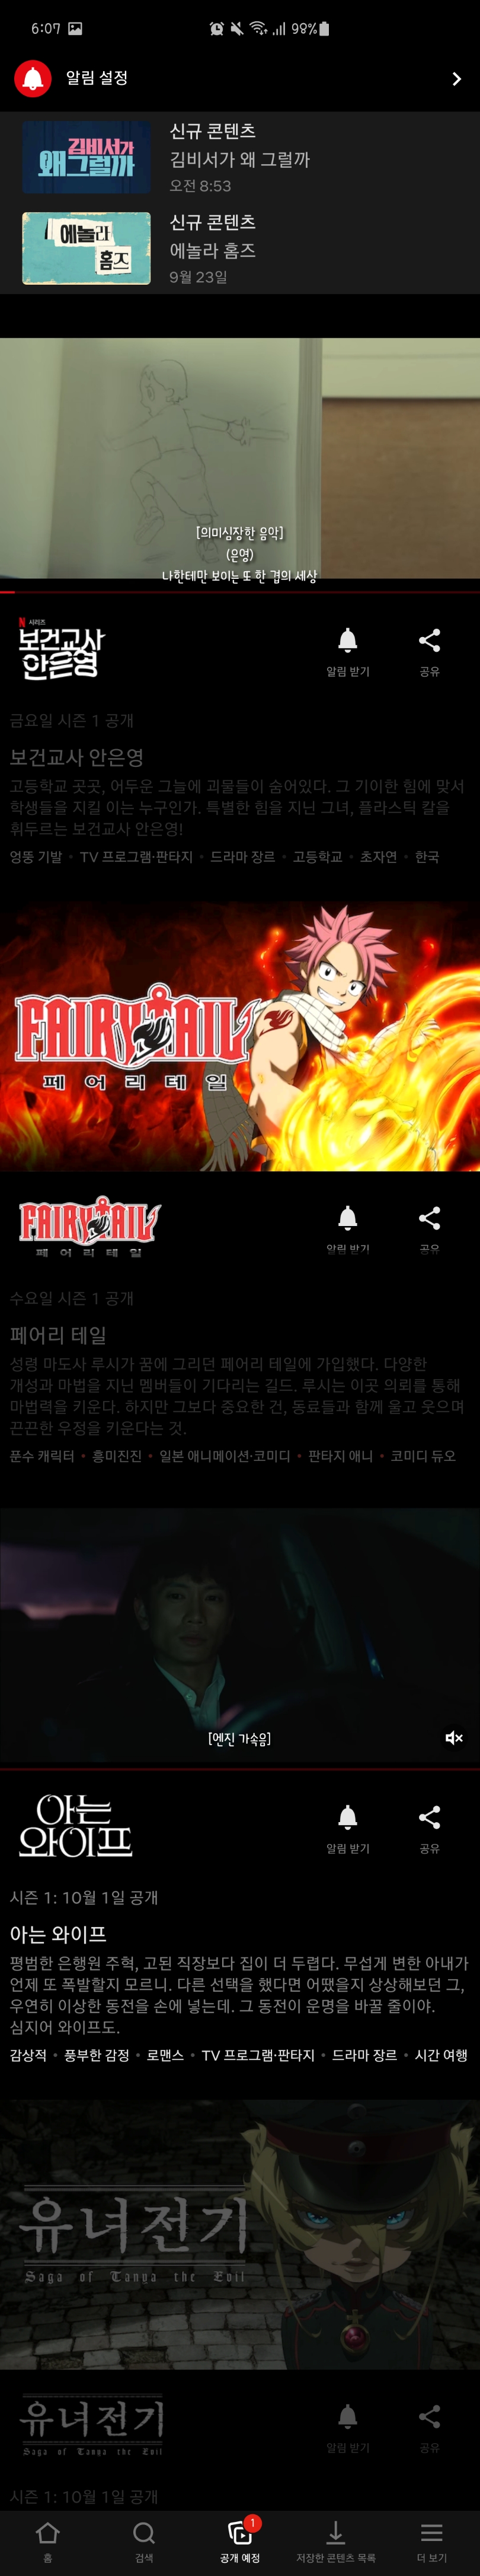 6:07
98%
알림 설정
신규 콘텐츠
김비서가
왜 그럴까
김비서가 왜 그럴까
오전 8:53
신규 콘텐츠
에놀라
홈즈
에놀라 홈즈
9월 23일
[의미심장한 음악]
(은영)
나한테만 보이는 또 한 겹의 세상
N 시리즈
보건교사
안은영
알림 받기
공유
금요일 시즌 1 공개
보건교사 안은영
고등학교 곳곳, 어두운 그늘에 괴물들이 숨어있다. 그 기이한 힘에 맞서
학생들을 지킬 이는 누구인가. 특별한 힘을 지닌 그녀, 플라스틱 칼을
휘두르는 보건교사 안은영!
엉뚱 기발 • TV 프로그램·판타지 • 드라마 장르 • 고등학교 • 초자연 • 한국
FAIRY TAIL
페어리테일
FAIRY TAIL
페어리테일
알림 받기
공유
수요일 시즌 1 공개
페어리 테일
성령 마도사 루시가 꿈에 그리던 페어리 테일에 가입했다. 다양한
개성과 마법을 지닌 멤버들이 기다리는 길드. 루시는 이곳 의뢰를 통해
마법력을 키운다. 하지만 그보다 중요한 건, 동료들과 함께 울고 웃으며
끈끈한 우정을 키운다는 것.
푼수 캐릭터 • 흥미진진 • 일본 애니메이션·코미디 • 판타지 애니 • 코미디 듀오
[엔진 가속음]
아는
와이프
알림 받기
공유
시즌 1: 10월 1일 공개
아는 와이프
평범한 은행원 주혁, 고된 직장보다 집이 더 두렵다. 무섭게 변한 아내가
언제 또 폭발할지 모르니. 다른 선택을 했다면 어땠을지 상상해보던 그,
우연히 이상한 동전을 손에 넣는데. 그 동전이 운명을 바꿀 줄이야.
심지어 와이프도.
감상적 • 풍부한 감정 • 로맨스 • TV 프로그램·판타지 • 드라마 장르 • 시간 여행
유녀전기
Saga of Tanya the Evil
유녀전기
Saga of Tanya the Evil
알림 받기
공유
시즌 1: 10월 1일 공개
1
홈
검색
공개 예정
저장한 콘텐츠 목록
더 보기